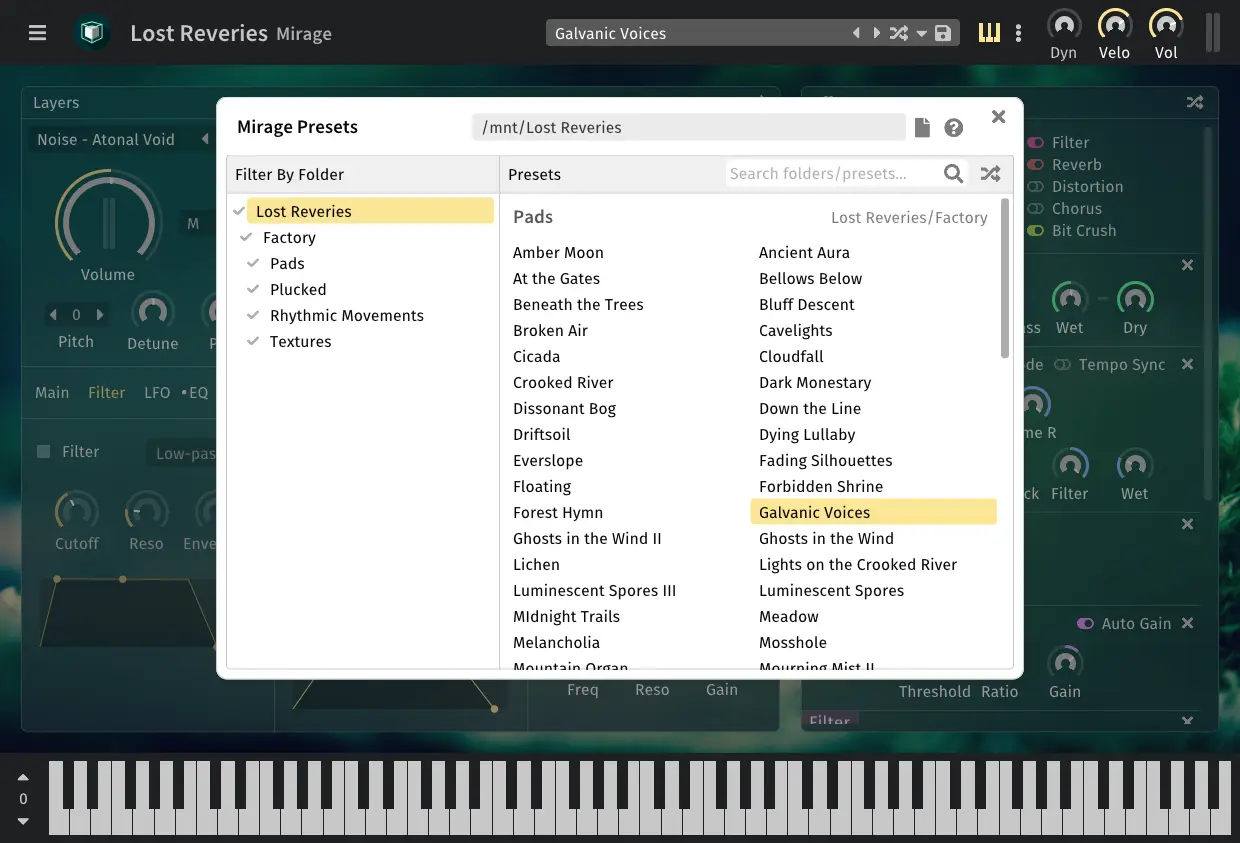 Lost Reveries Mirage
Galvanic Voices
Dyn Velo Vol
Layers
Noise - Atonal Void
M
Volume
0
Pitch Detune
Main Filter LFO •EQ
Filter Low-pas
Cutoff Reso Enve
Mirage Presets
/mnt/Lost Reveries
Filter By Folder
Lost Reveries
Factory
Pads
Plucked
Rhythmic Movements
Textures
Presets
Search folders/presets...
Pads Lost Reveries/Factory
Amber Moon Ancient Aura
At the Gates Bellows Below
Beneath the Trees Bluff Descent
Broken Air Cavelights
Cicada Cloudfall
Crooked River Dark Monestary
Dissonant Bog Down the Line
Driftsoil Dying Lullaby
Everslope Fading Silhouettes
Floating Forbidden Shrine
Forest Hymn Galvanic Voices
Ghosts in the Wind II Ghosts in the Wind
Lichen Lights on the Crooked River
Luminescent Spores III Luminescent Spores
MIdnight Trails Meadow
Melancholia Mosshole
Mountain Organ Mourning Mist II
Freq Reso Gain
Filter
Reverb
Distortion
Chorus
Bit Crush
ss Wet Dry
de Tempo Sync
me R
ck Filter Wet
Auto Gain
Threshold Ratio Gain
Filter
0